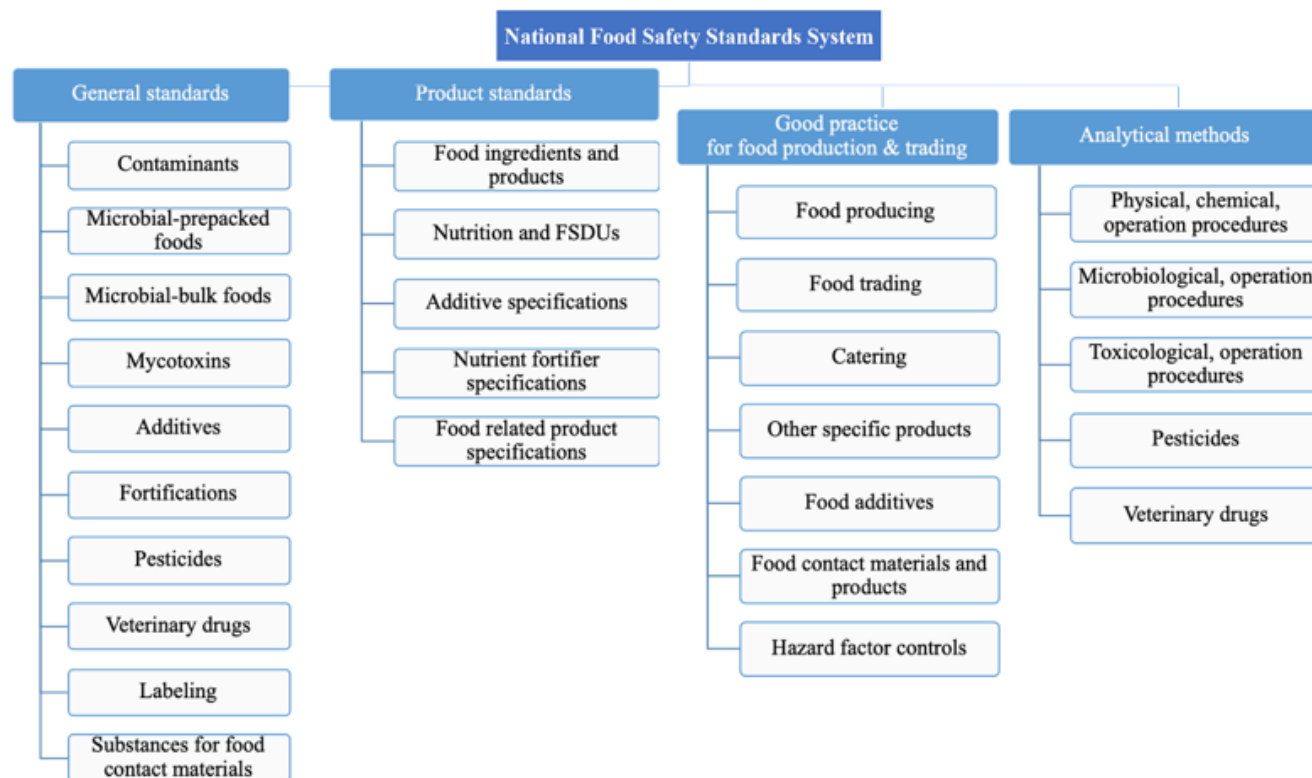 National Food Safety Standards System
General standards
Contaminants
Microbial-prepacked
foods
Microbial-bulk foods
Mycotoxins
Additives
Fortifications
Pesticides
Veterinary drugs
Labeling
Substances for food
contact materials
Product standards
Food ingredients and
products
Nutrition and FSDUs
Additive specifications
Nutrient fortifier
specifications
Food related product
specifications
Good practice
for food production & trading
Food producing
Food trading
Catering
Other specific products
Food additives
Food contact materials and
products
Hazard factor controls
Analytical methods
Physical, chemical,
operation procedures
Microbiological, operation
procedures
Toxicological, operation
procedures
Pesticides
Veterinary drugs